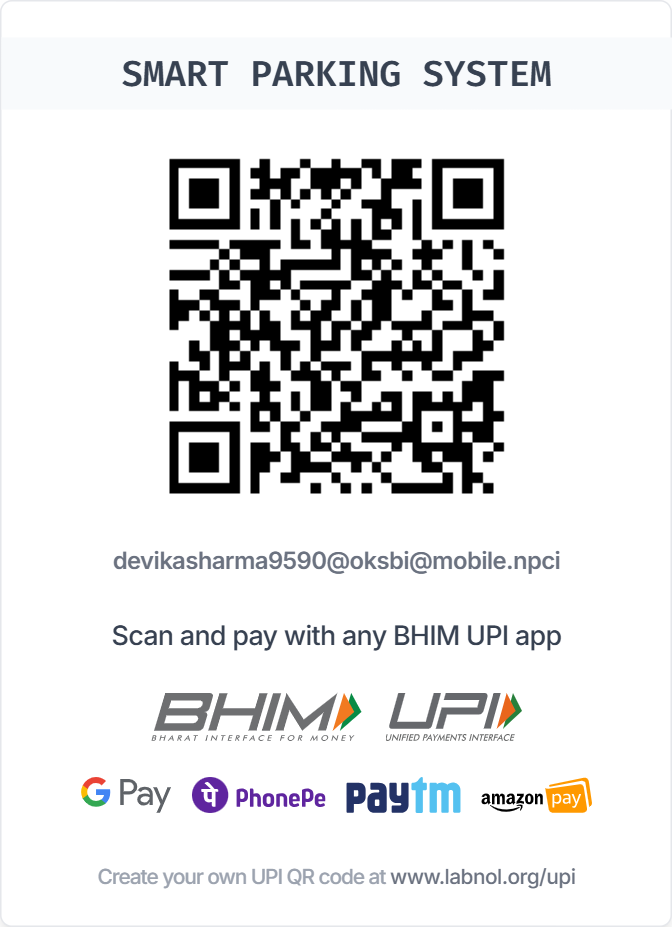 SMART PARKING SYSTEM
devikasharma9590@oksbi@mobile.npci
Scan and pay with any BHIM UPI app
BHIM UPI
BHARAT INTERFACE FOR MONEY UNIFIED PAYMENTS INTERFACE
G Pay पे PhonePe paytm amazon pay
Create your own UPI QR code at www.labnol.org/upi